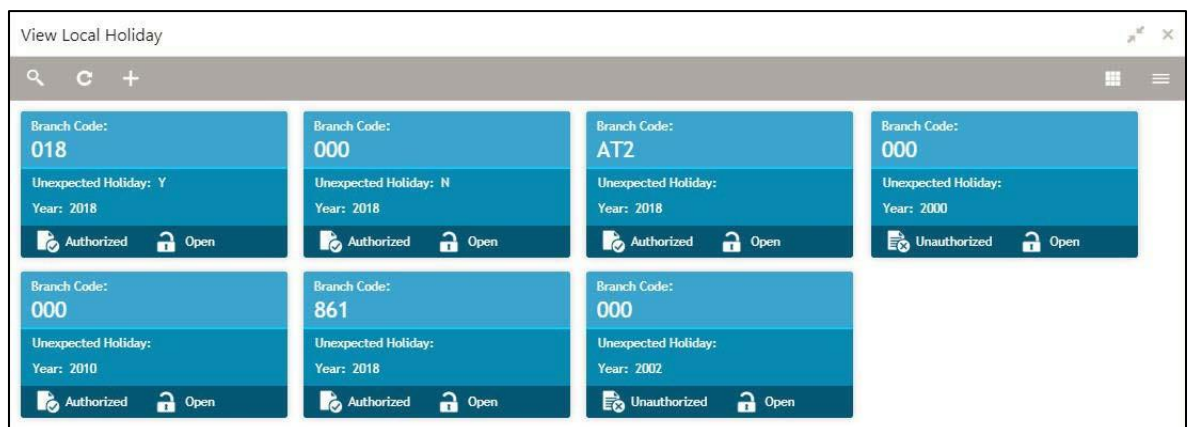 View Local Holiday
Branch Code:
018
Unexpected Holiday: Y
Year: 2018
Authorized Open
Branch Code:
000
Unexpected Holiday: N
Year: 2018
Authorized Open
Branch Code:
AT2
Unexpected Holiday:
Year: 2018
Authorized Open
Branch Code:
000
Unexpected Holiday:
Year: 2000
Unauthorized Open
Branch Code:
000
Unexpected Holiday:
Year: 2010
Authorized Open
Branch Code:
861
Unexpected Holiday:
Year: 2018
Authorized Open
Branch Code:
000
Unexpected Holiday:
Year: 2002
Unauthorized Open